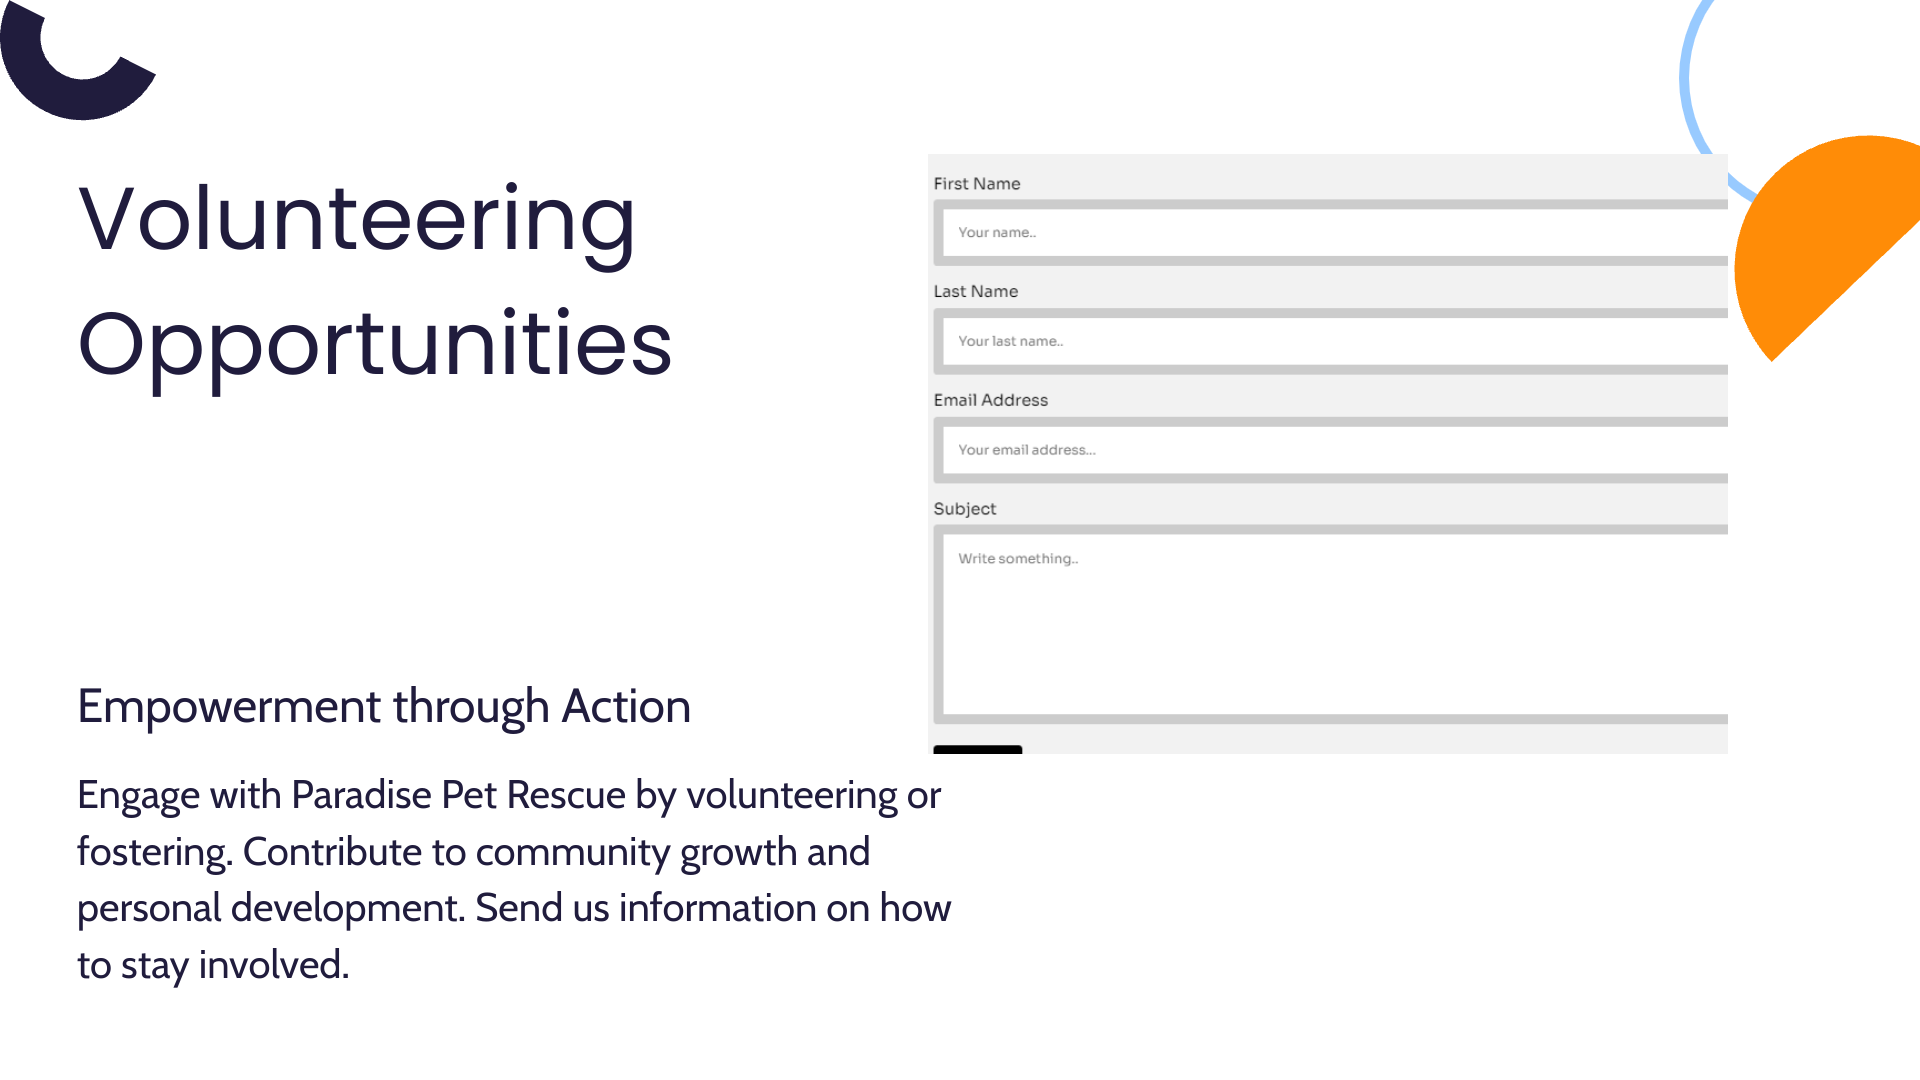 Volunteering
Opportunities
First Name
Your name..
Last Name
Your last name..
Email Address
Your email address...
Subject
Write something..
Empowerment through Action
Engage with Paradise Pet Rescue by volunteering or
fostering. Contribute to community growth and
personal development. Send us information on how
to stay involved.